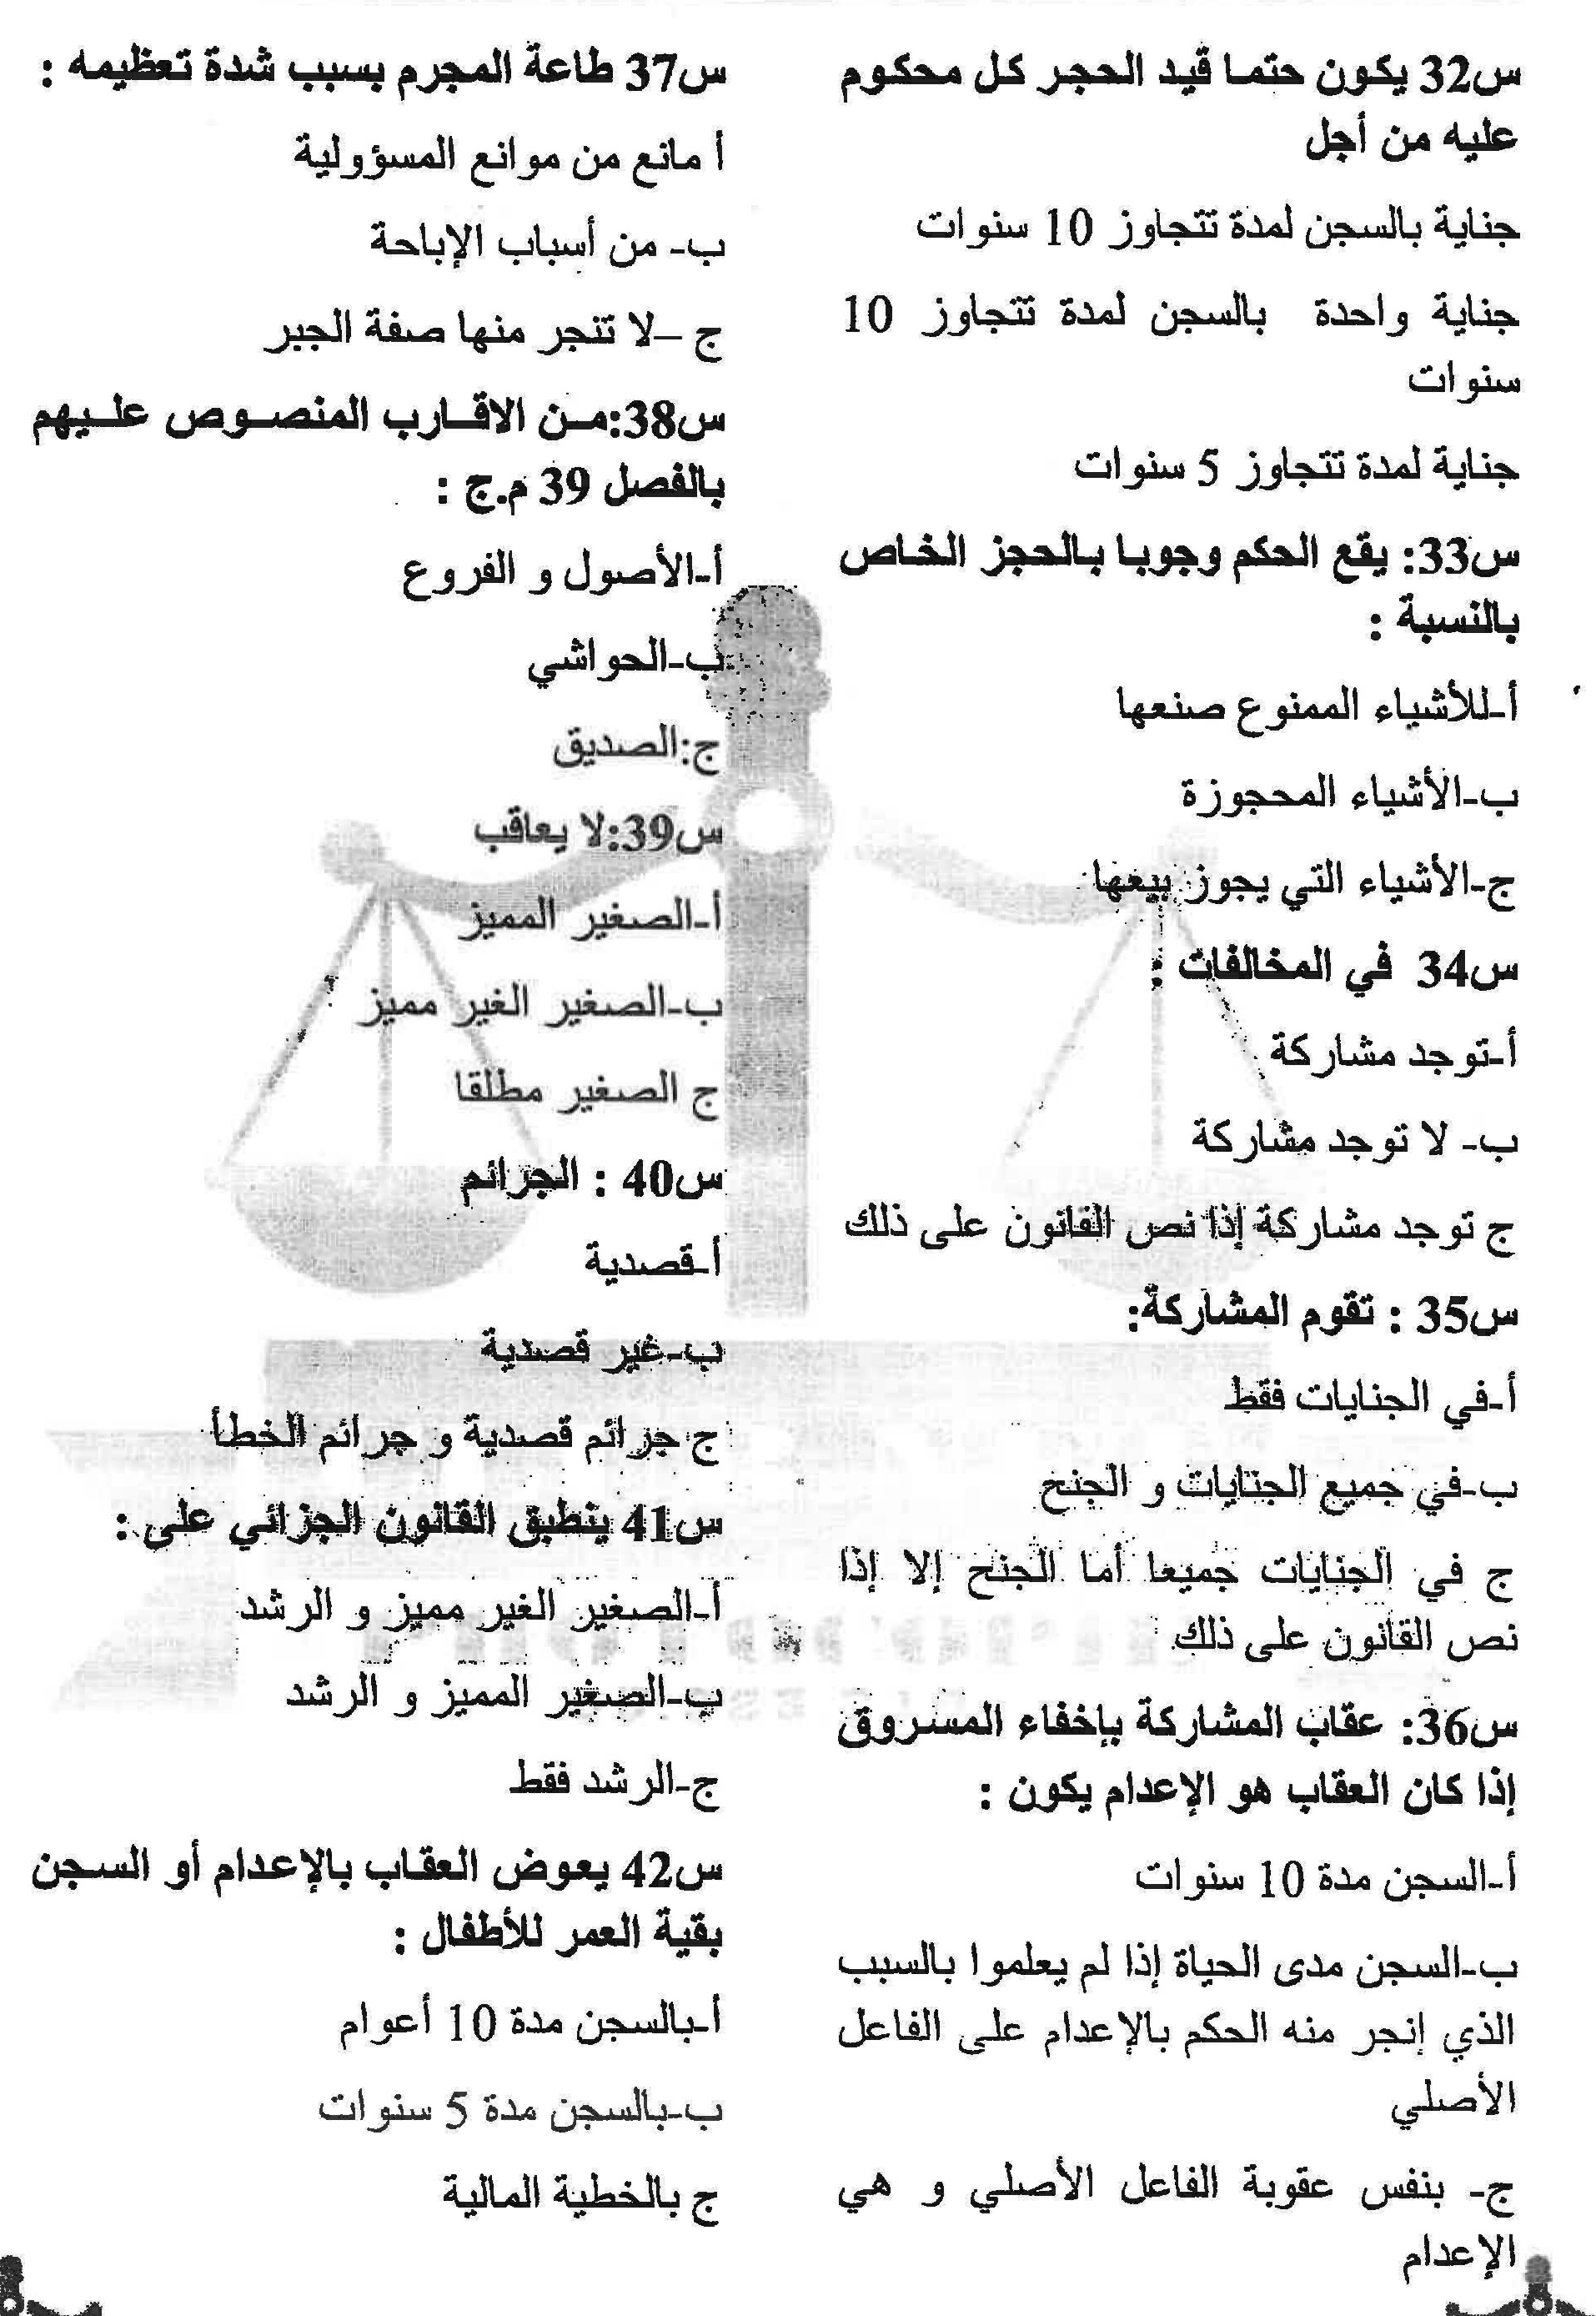 س32 يكون حتما قيد الحجر كل محكوم
عليه من أجل
جناية بالسجن لمدة تتجاوز 10 سنوات
جناية واحدة بالسجن لمدة تتجاوز 10
سنوات
جناية لمدة تتجاوز 5 سنوات
س33: يقع الحكم وجوبا بالحجز الخاص
بالنسبة :
أ-للأشياء الممنوع صنعها
ب-الأشياء المحجوزة
ج-الأشياء التي يجوز بيعها
س34 في المخالفات :
أ-توجد مشاركة
ب- لا توجد مشاركة
ج توجد مشاركة إذا نص القانون على ذلك
س35 : تقوم المشاركة:
أ-في الجنايات فقط
ب-في جميع الجنايات و الجنح
ج في الجنايات جميعا أما الجنح إلا إذا
نص القانون على ذلك
س36: عقاب المشاركة بإخفاء المسروق
إذا كان العقاب هو الإعدام يكون :
أ-السجن مدة 10 سنوات
ب-السجن مدى الحياة إذا لم يعلموا بالسبب
الذي إنجر منه الحكم بالإعدام على الفاعل
الأصلي
ج- بنفس عقوبة الفاعل الأصلي و هي
الإعدام
س37 طاعة المجرم بسبب شدة تعظيمه :
أ مانع من موانع المسؤولية
ب- من أسباب الإباحة
ج –لا تنجر منها صفة الجبر
س38:من الاقارب المنصوص عليهم
بالفصل 39 م.ج :
أ-الأصول و الفروع
ب-الحواشي
ج:الصديق
س39:لا يعاقب
أ-الصغير المميز
ب-الصغير الغير مميز
ج الصغير مطلقا
س40 : الجرائم
أ-قصدية
ب-غير قصدية
ج جرائم قصدية و جرائم الخطأ
س41 ينطبق القانون الجزائي على :
أ-الصغير الغير مميز و الرشد
ب-الصغير المميز و الرشد
ج-الرشد فقط
س42 يعوض العقاب بالإعدام أو السجن
بقية العمر للأطفال :
أ-بالسجن مدة 10 أعوام
ب-بالسجن مدة 5 سنوات
ج بالخطية المالية